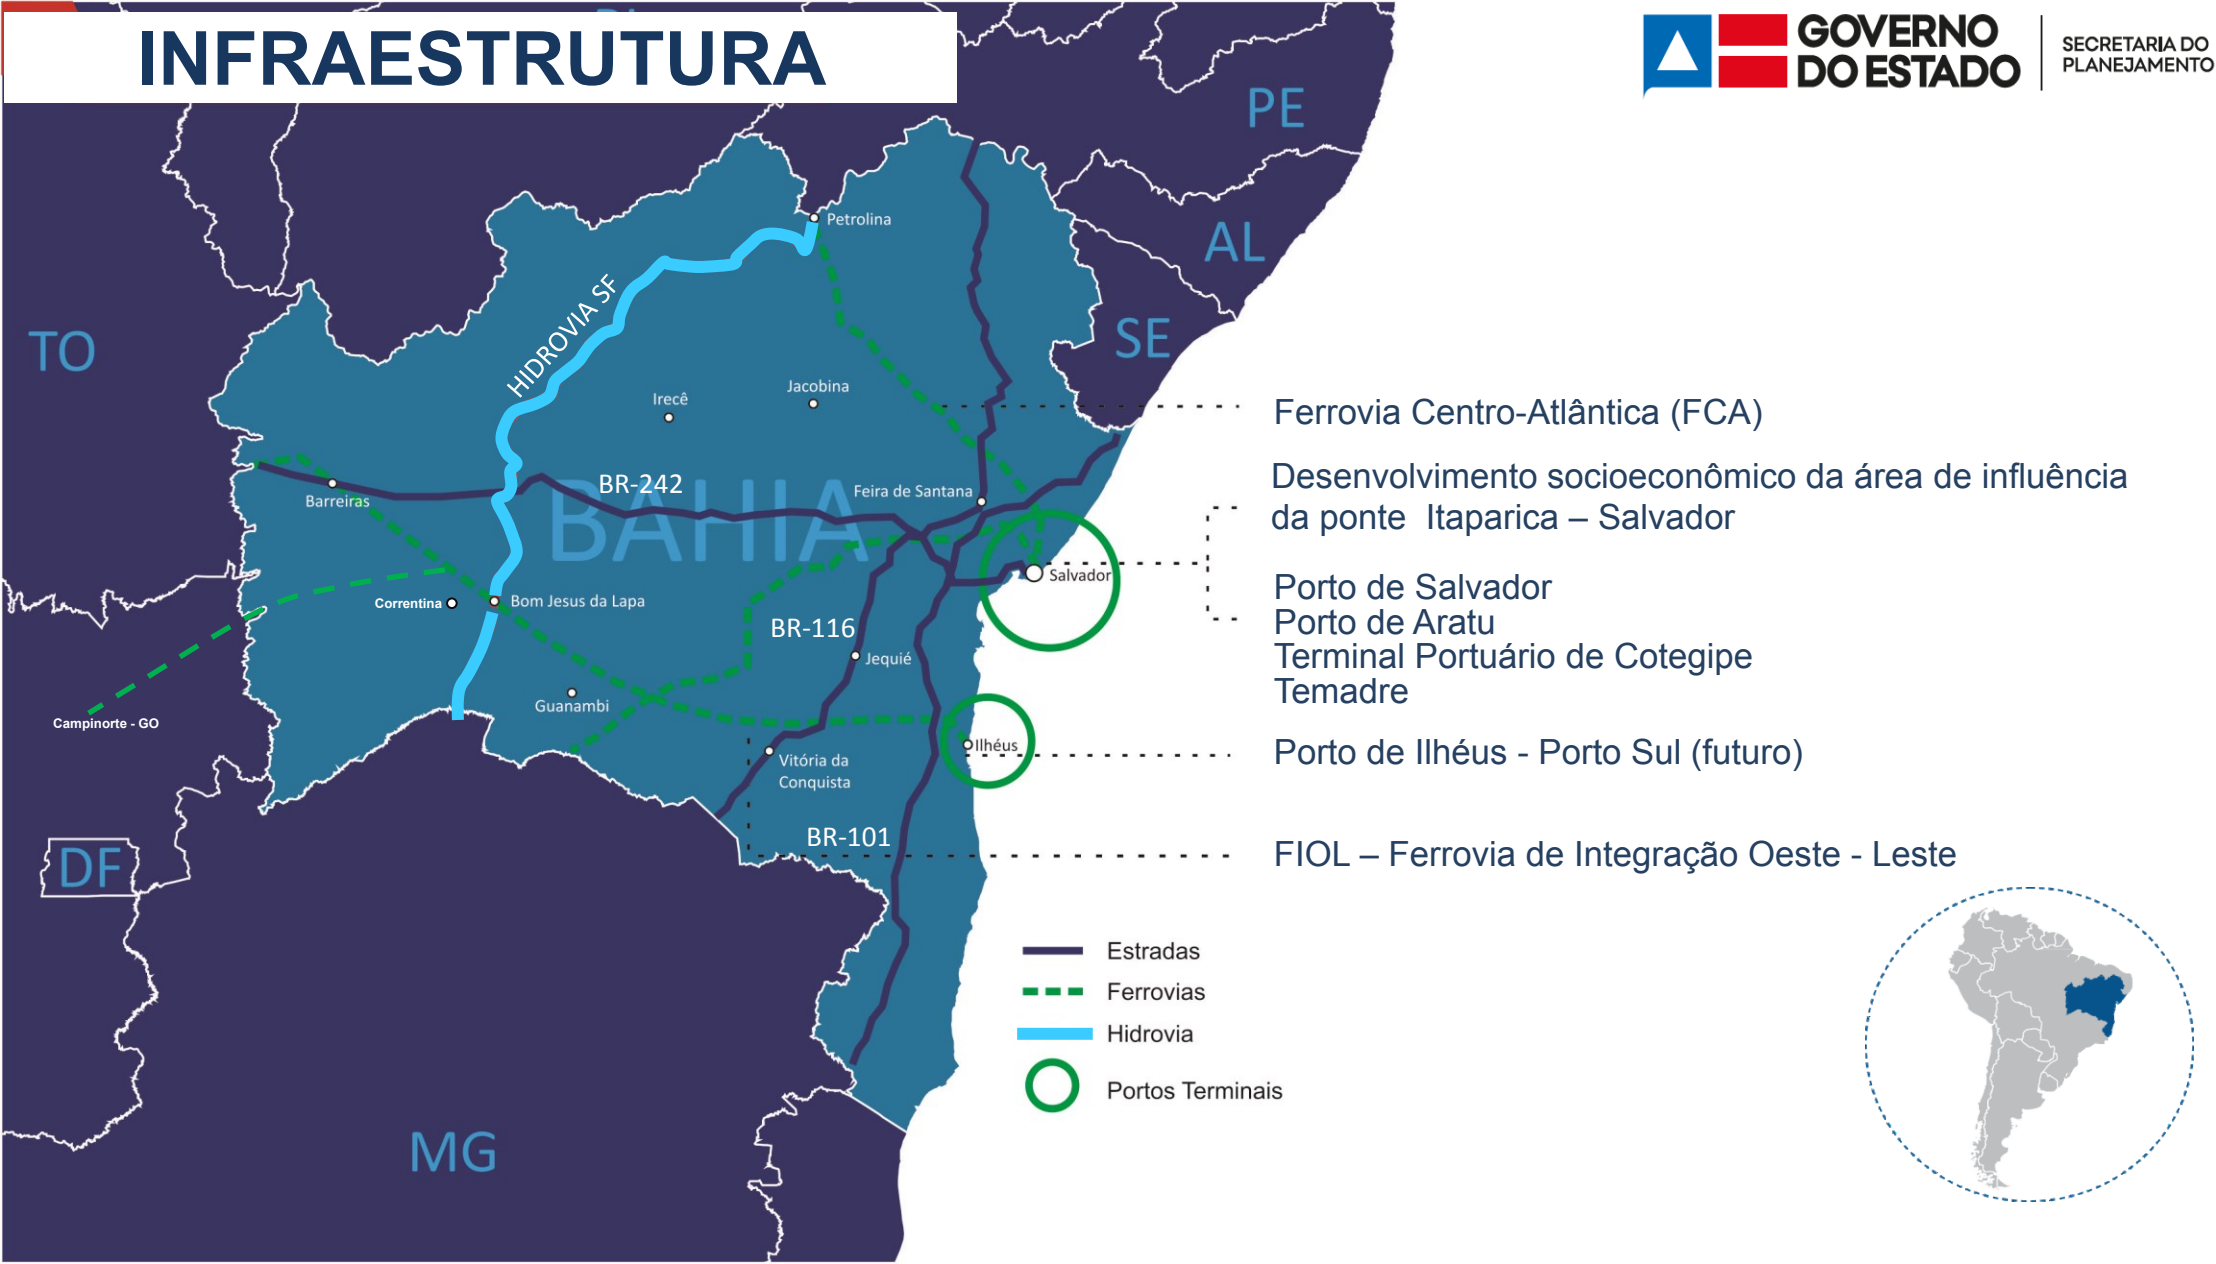 INFRAESTRUTURA
GOVERNO
DO ESTADO
SECRETARIA DO
PLANEJAMENTO
PE
AL
SE
TO
Petrolina
HIDROVIA SF
Jacobina
Irecê
BR-242
BAHIA
Feira de Santana
Barreiras
Salvador
Correntina
Bom Jesus da Lapa
BR-116
Jequié
Guanambi
Campinorte - GO
Ilhéus
Vitória da
Conquista
BR-101
DF
MG
Ferrovia Centro-Atlântica (FCA)
Desenvolvimento socioeconômico da área de influência
da ponte  Itaparica – Salvador
Porto de Salvador
Porto de Aratu
Terminal Portuário de Cotegipe
Temadre
Porto de Ilhéus - Porto Sul (futuro)
FIOL – Ferrovia de Integração Oeste - Leste
Estradas
Ferrovias
Hidrovia
Portos Terminais